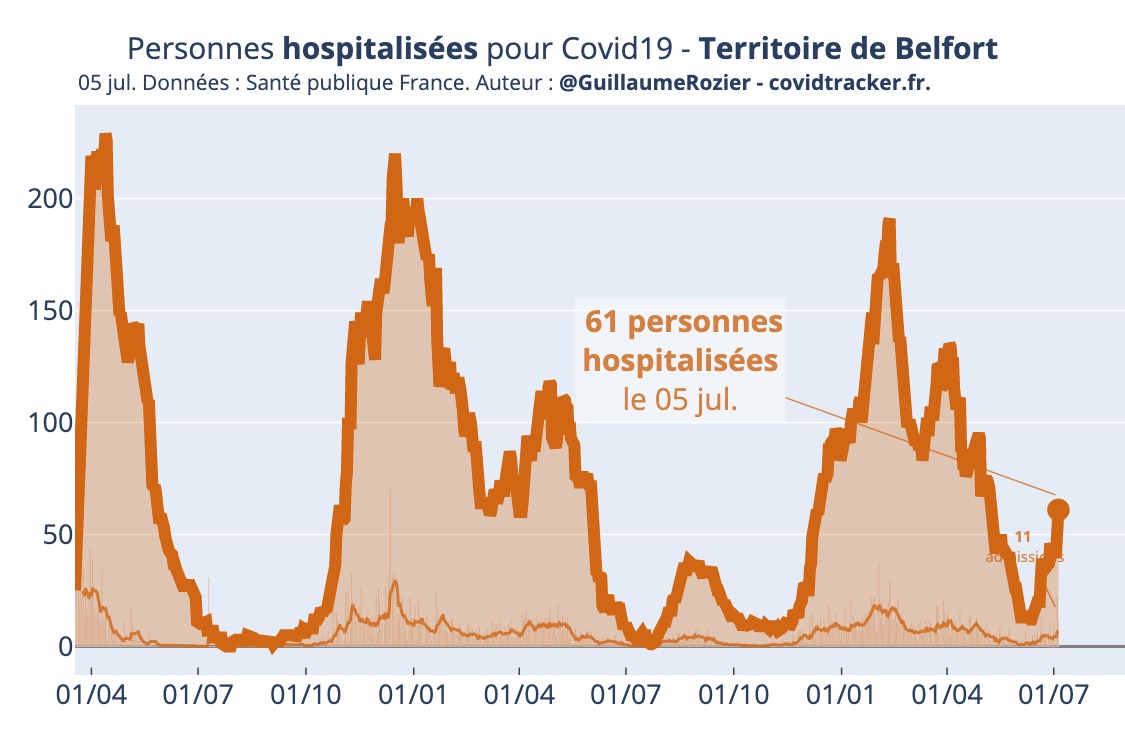 Personnes hospitalisées pour Covid19 - Territoire de Belfort
05 jul. Données : Santé publique France. Auteur : @GuillaumeRozier - covidtracker.fr.
200
150
100
50
0
61 personnes
hospitalisées
le 05 jul.
11
admissions
01/04 01/07 01/10 01/01 01/04 01/07 01/10 01/01 01/04 01/07